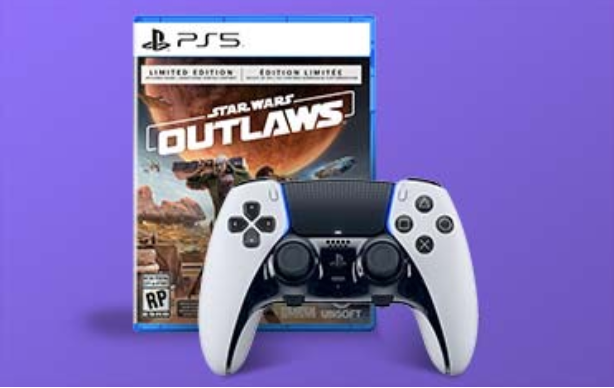 PS5
LIMITED EDITION
ÉDITION LIMITÉE
STAR WARS
OUTLAWS
RP
UBISOFT